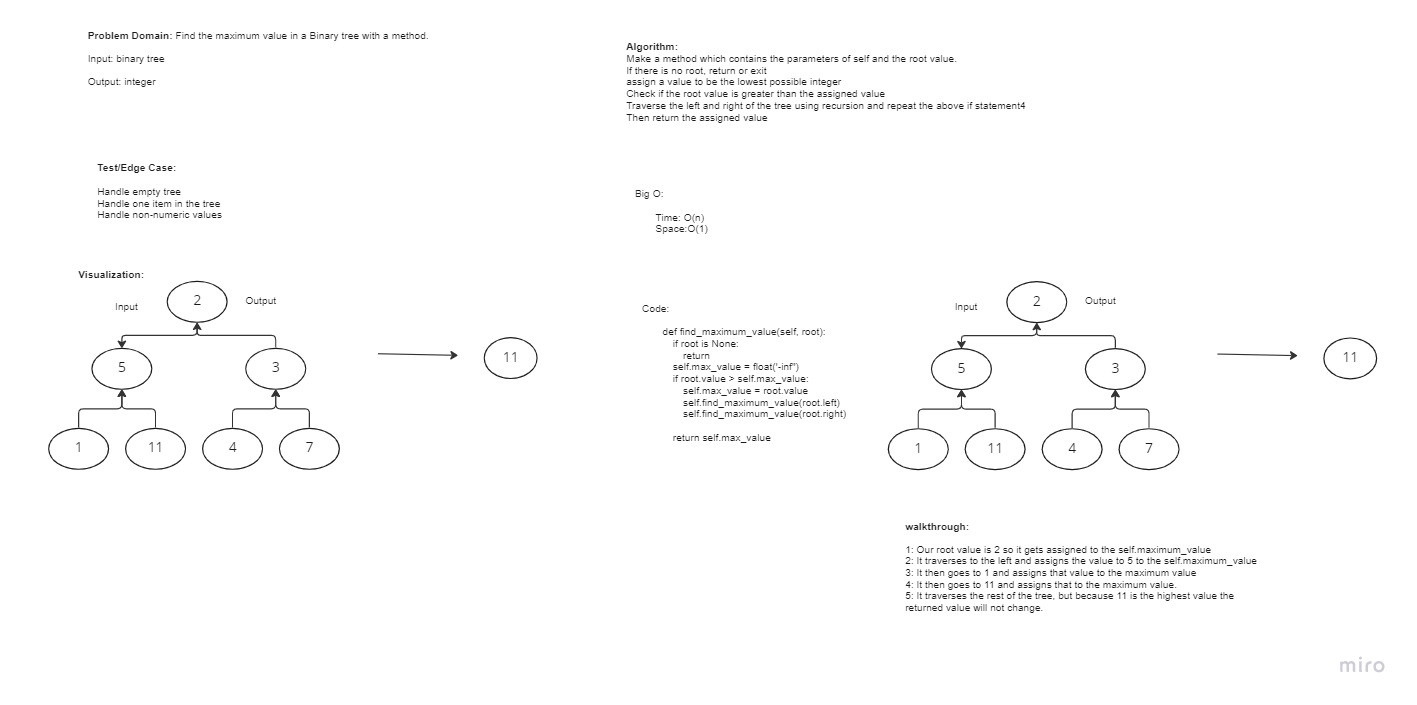 Problem Domain: Find the maximum value in a Binary tree with a method.
Input: binary tree
Output: integer
Test/Edge Case:
Handle empty tree
Handle one item in the tree
Handle non-numeric values
Visualization:
Input
2
Output
5
3
11
1
11
4
7
Algorithm:
Make a method which contains the parameters of self and the root value.
If there is no root, return or exit
assign a value to be the lowest possible integer
Check if the root value is greater than the assigned value
Traverse the left and right of the tree using recursion and repeat the above if statement4
Then return the assigned value
Big O:
Time: O(n)
Space:O(1)
Code:
def find_maximum_value(self, root):
if root is None:
return
self.max_value = float('-inf")
if root.value > self.max_value:
self.max_value = root.value
self.find_maximum_value(root.left)
self.find_maximum_value(root.right)
return self.max_value
Input
2
Output
5
3
11
1
11
4
7
walkthrough:
1: Our root value is 2 so it gets assigned to the self.maximum_value
2: It traverses to the left and assigns the value to 5 to the self.maximum_value
3: It then goes to 1 and assigns that value to the maximum value
4: It then goes to 11 and assigns that to the maximum value.
5: It traverses the rest of the tree, but because 11 is the highest value the
returned value will not change.
miro